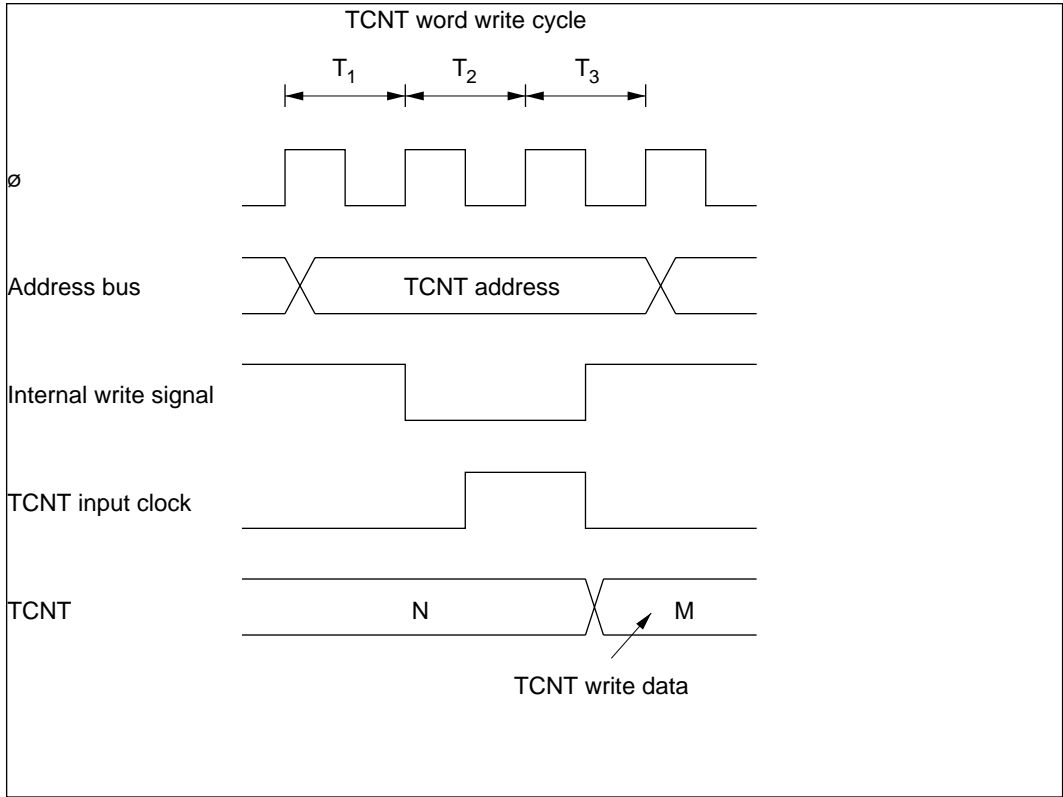 TCNT word write cycle
T1 T2 T3
ø
Address bus TCNT address
Internal write signal
TCNT input clock
TCNT N M
TCNT write data